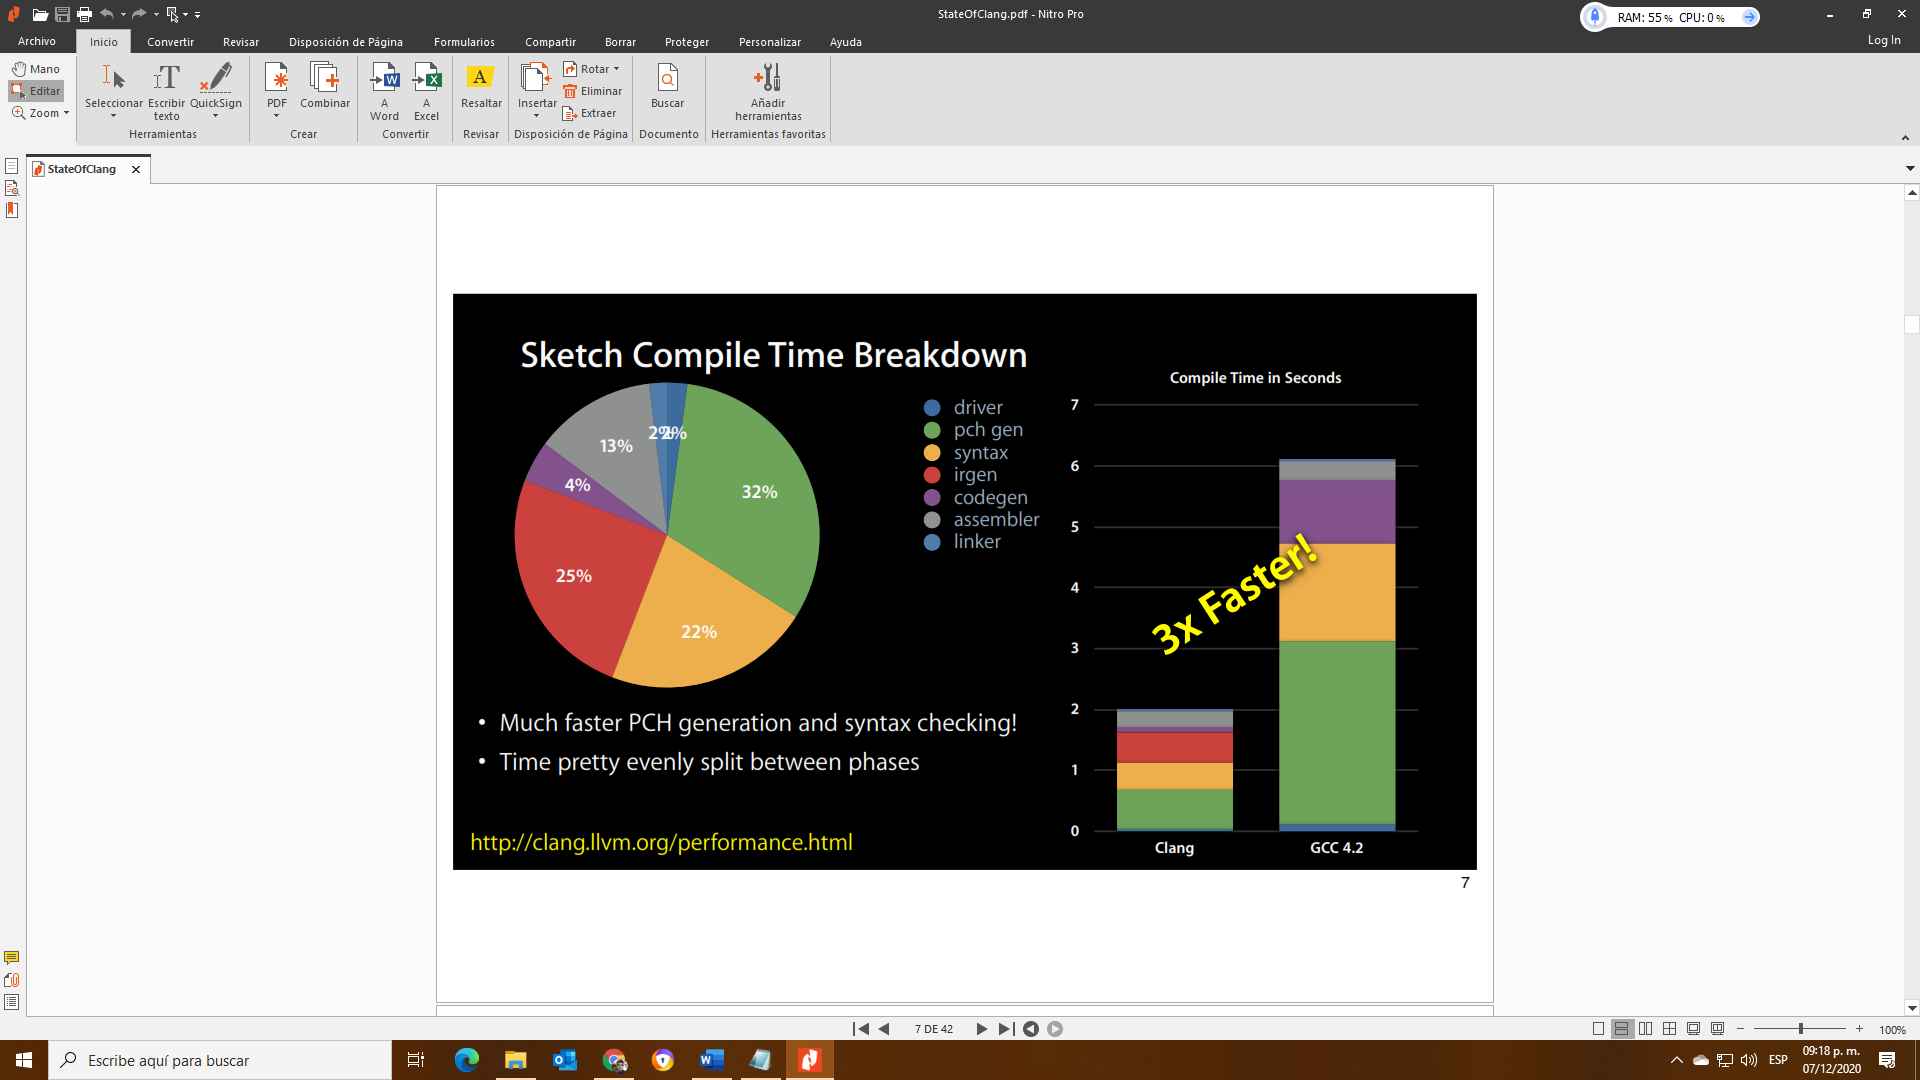 StateOfClang.pdf - Nitro Pro
RAM: 55 % CPU: 0 %
Archivo Inicio Convertir Revisar Disposición de Página Formularios Compartir Borrar Proteger Personalizar Ayuda Log In
Mano
Editar
Zoom
Seleccionar
Escribir
texto
QuickSign
Herramientas
PDF
Combinar
Crear
A
Word
A
Excel
Convertir
Resaltar
Revisar
Insertar
Rotar
Eliminar
Extraer
Disposición de Página
Buscar
Documento
Añadir
herramientas
Herramientas favoritas
StateOfClang
Sketch Compile Time Breakdown
2%
2%
32%
22%
25%
4%
13%
driver
pch gen
syntax
irgen
codegen
assembler
linker
Compile Time in Seconds
7
6
5
4
3
2
1
0
3x Faster!
Clang GCC 4.2
• Much faster PCH generation and syntax checking!
• Time pretty evenly split between phases
http://clang.llvm.org/performance.html
7
7 DE 42
100%
Escribe aquí para buscar
ESP
09:18 p. m.
07/12/2020